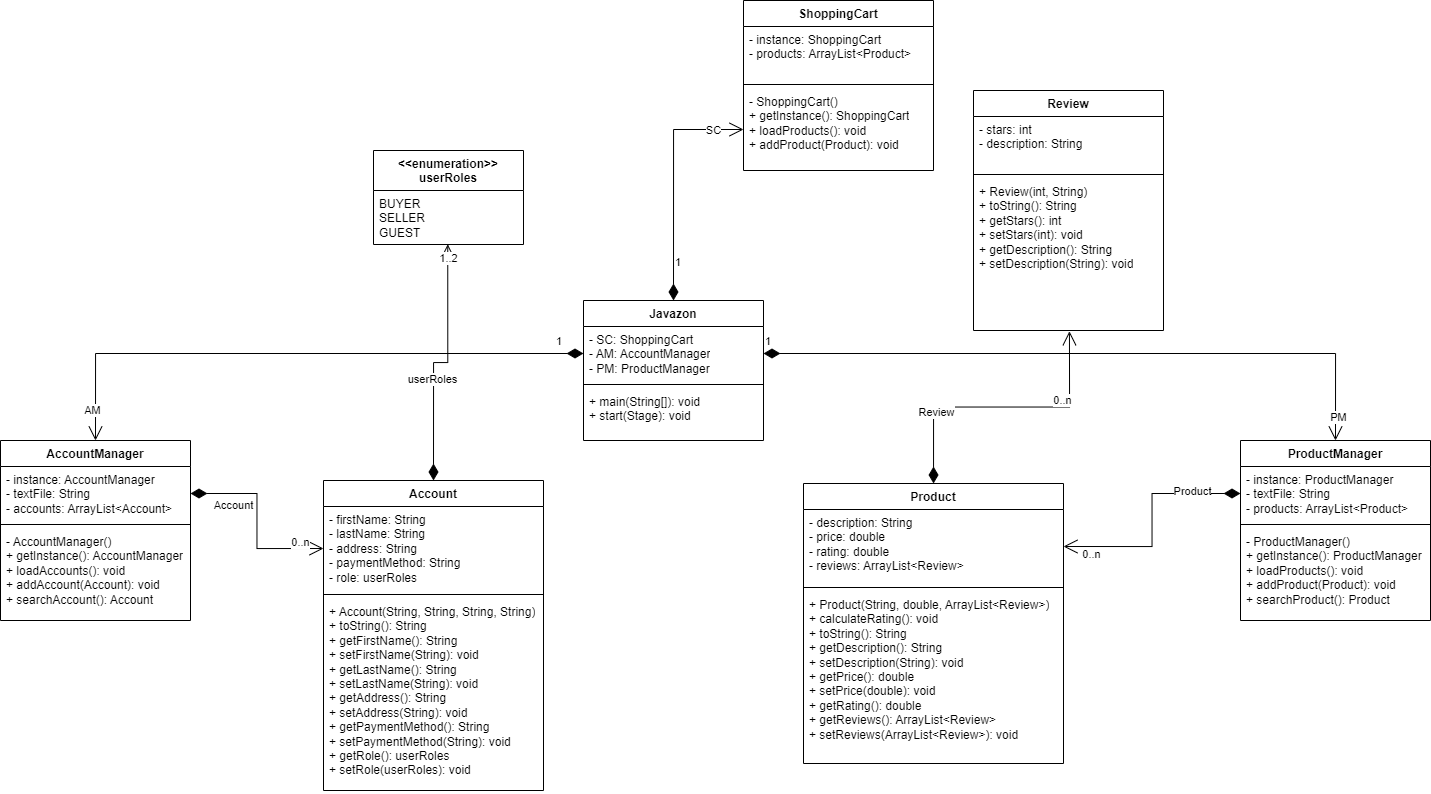 ShoppingCart
- instance: ShoppingCart
- products: ArrayList<Product>
- ShoppingCart()
+ getInstance(): ShoppingCart
+ loadProducts(): void
+ addProduct(Product): void
SC
1
Review
- stars: int
- description: String
+ Review(int, String)
+ toString(): String
+ getStars(): int
+ setStars(int): void
+ getDescription(): String
+ setDescription(String): void
<<enumeration>>
userRoles
BUYER
SELLER
GUEST
1..2
userRoles
Javazon
- SC: ShoppingCart
- AM: AccountManager
- PM: ProductManager
+ main(String[]): void
+ start(Stage): void
1
1
AM
PM
0..n
Review
AccountManager
- instance: AccountManager
- textFile: String
- accounts: ArrayList<Account>
- AccountManager()
+ getInstance(): AccountManager
+ loadAccounts(): void
+ addAccount(Account): void
+ searchAccount(): Account
Account
0..n
Account
- firstName: String
- lastName: String
- address: String
- paymentMethod: String
- role: userRoles
+ Account(String, String, String, String)
+ toString(): String
+ getFirstName(): String
+ setFirstName(String): void
+ getLastName(): String
+ setLastName(String): void
+ getAddress(): String
+ setAddress(String): void
+ getPaymentMethod(): String
+ setPaymentMethod(String): void
+ getRole(): userRoles
+ setRole(userRoles): void
Product
- description: String
- price: double
- rating: double
- reviews: ArrayList<Review>
+ Product(String, double, ArrayList<Review>)
+ calculateRating(): void
+ toString(): String
+ getDescription(): String
+ setDescription(String): void
+ getPrice(): double
+ setPrice(double): void
+ getRating(): double
+ getReviews(): ArrayList<Review>
+ setReviews(ArrayList<Review>): void
Product
0..n
ProductManager
- instance: ProductManager
- textFile: String
- products: ArrayList<Product>
- ProductManager()
+ getInstance(): ProductManager
+ loadProducts(): void
+ addProduct(Product): void
+ searchProduct(): Product